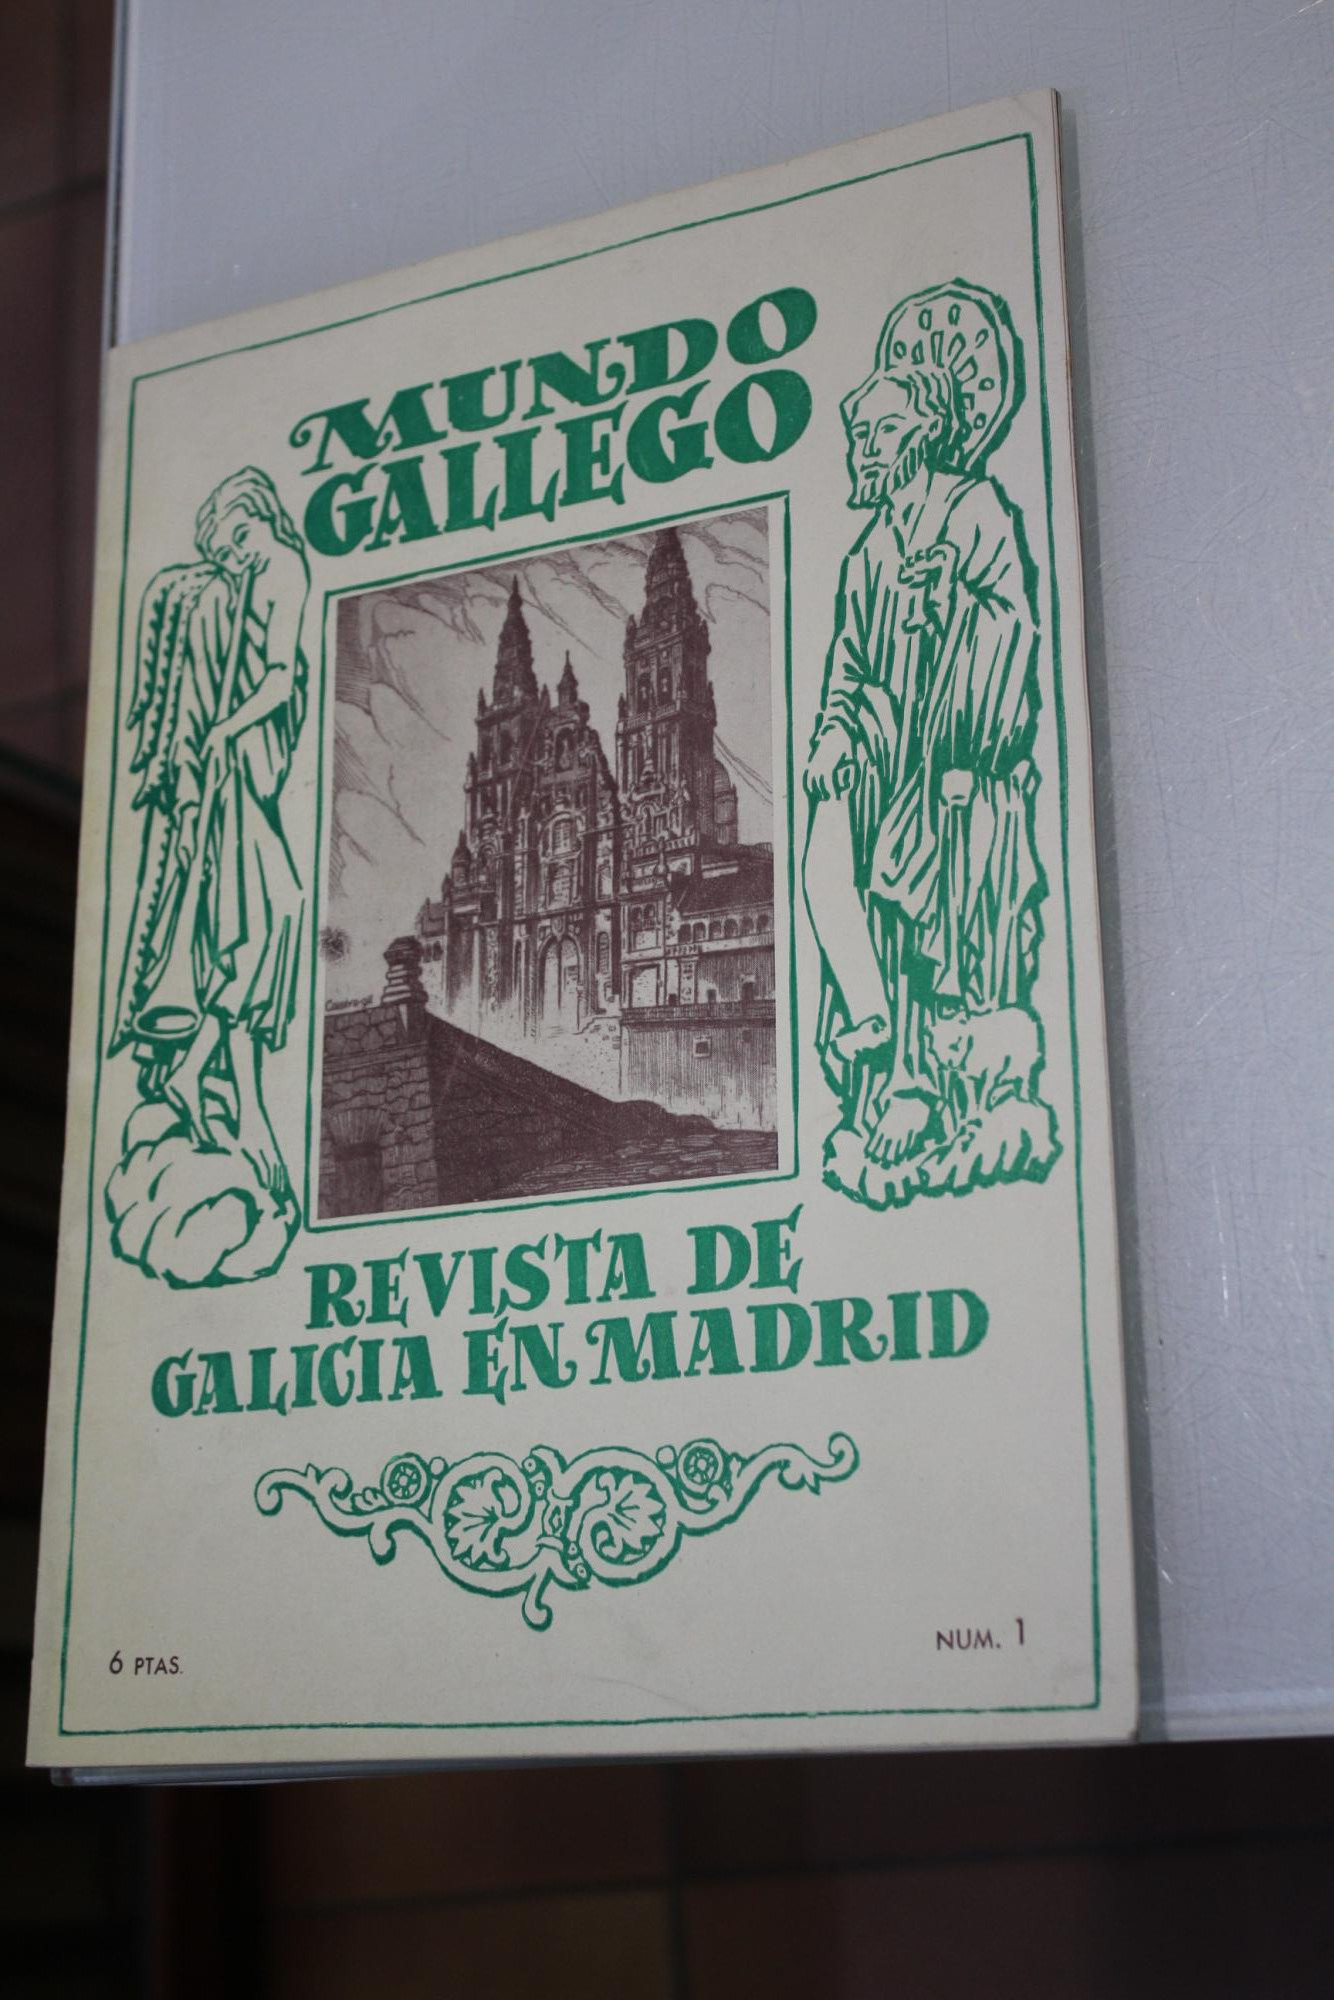 MUNDO
GALLEGO
REVISTA DE
GALICIA EN MADRID
6 PTAS.
NUM. 1